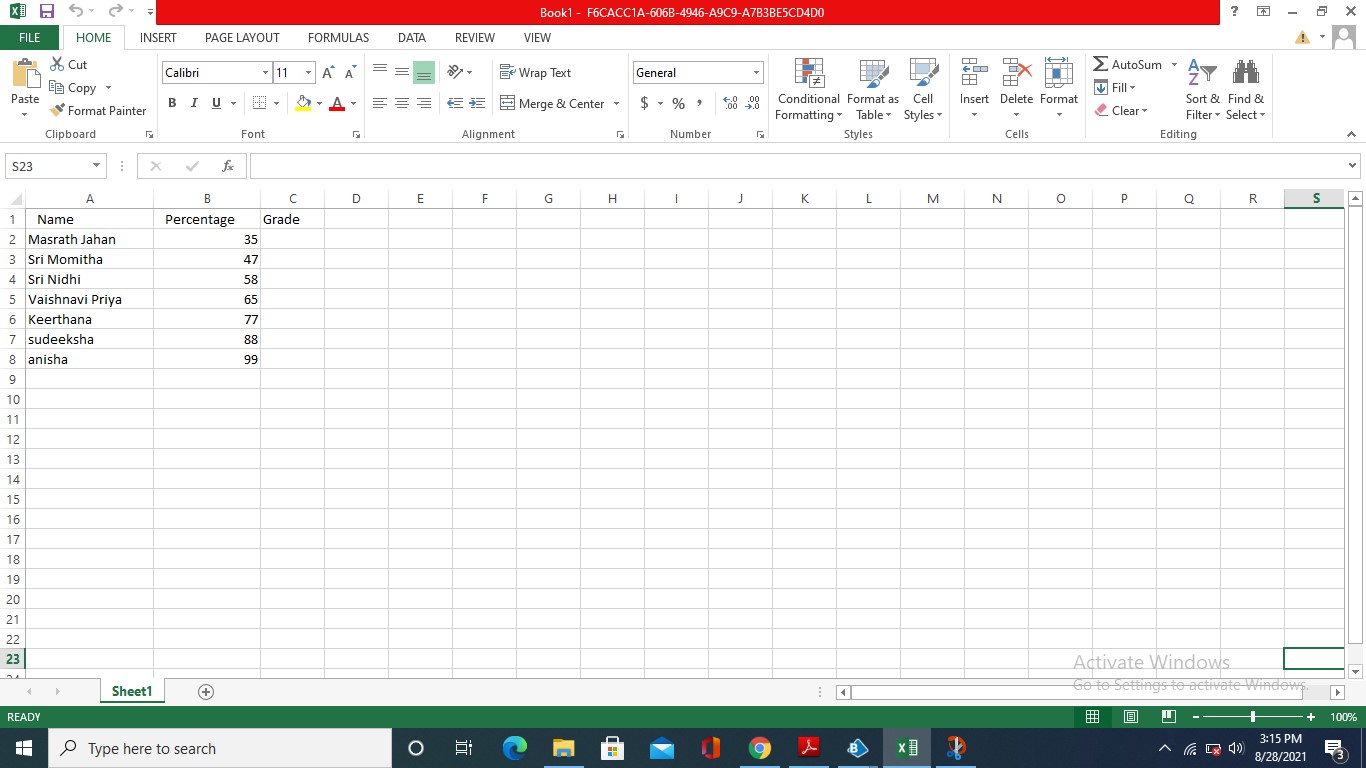 Book1 -  F6CACC1A-606B-4946-A9C9-A7B3BE5CD4D0
FILE HOME INSERT PAGE LAYOUT FORMULAS DATA REVIEW VIEW
Paste
Cut
Copy
Format Painter
Clipboard
Calibri 11
B I U A
Font
Wrap Text
Merge & Center
Alignment
General
$ % ,
Number
Conditional Formatting
Format as Table
Cell Styles
Styles
Insert Delete Format
Cells
AutoSum
Fill
Clear
Sort & Filter
Find & Select
Editing
S23 fx
A B C D E F G H I J K L M N O P Q R S
1 Name Percentage Grade
2 Masrath Jahan 35
3 Sri Momitha 47
4 Sri Nidhi 58
5 Vaishnavi Priya 65
6 Keerthana 77
7 sudeeksha 88
8 anisha 99
9
10
11
12
13
14
15
16
17
18
19
20
21
22
23
Activate Windows
Go to Settings to activate Windows.
Sheet1
READY 100%
Type here to search
3:15 PM
8/28/2021
3